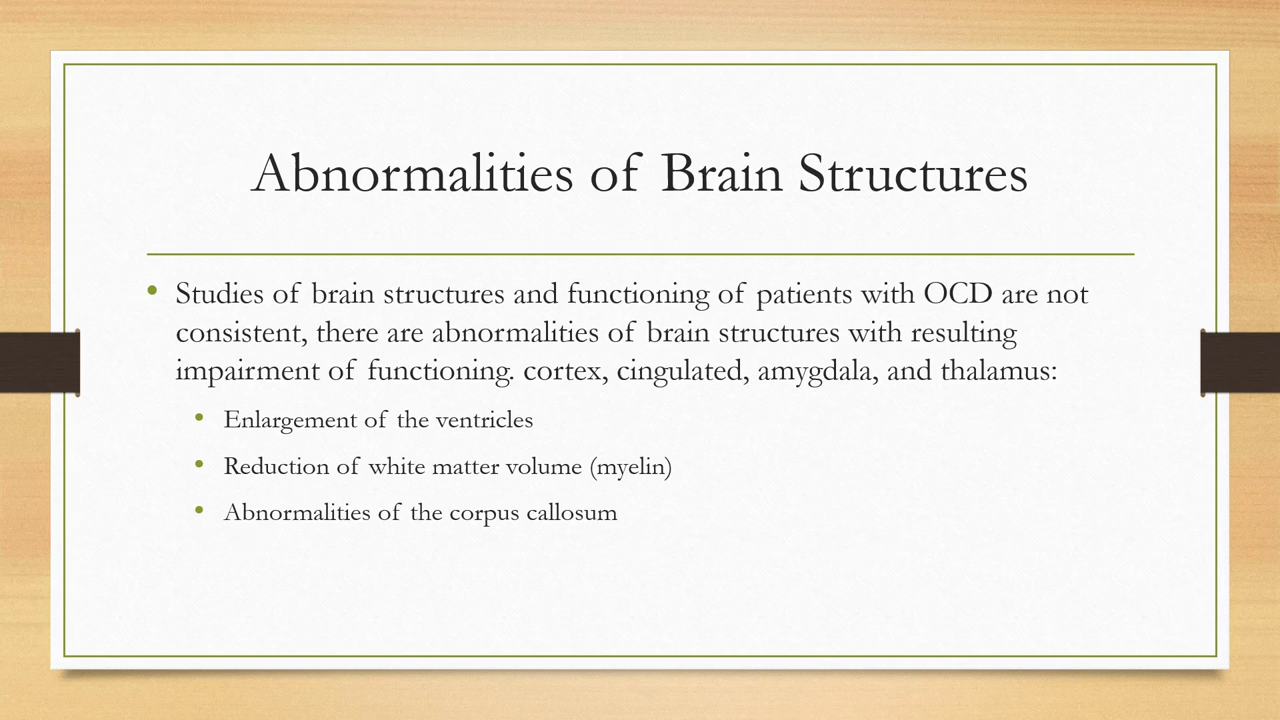 Abnormalities of Brain Structures
• Studies of brain structures and functioning of patients with OCD are not
consistent, there are abnormalities of brain structures with resulting
impairment of functioning. cortex, cingulated, amygdala, and thalamus:
• Enlargement of the ventricles
• Reduction of white matter volume (myelin)
• Abnormalities of the corpus callosum